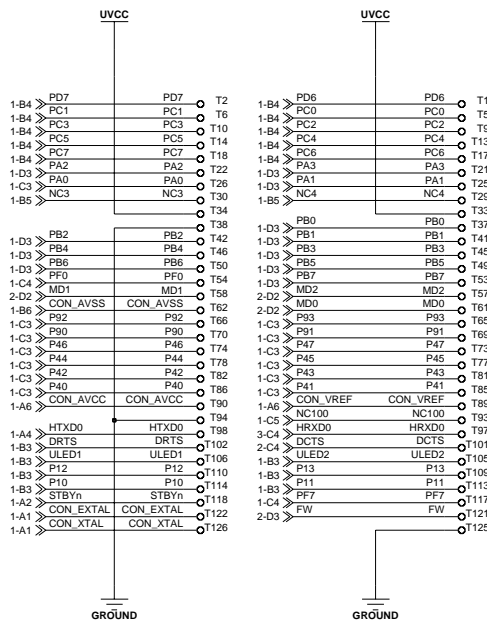 UVCC
1-B4 PD7 PD7 T2
1-B4 PC1 PC1 T6
1-B4 PC3 PC3 T10
1-B4 PC5 PC5 T14
1-B4 PC7 PC7 T18
1-D3 PA2 PA2 T22
1-C3 PA0 PA0 T26
1-B5 NC3 NC3 T30
T34
T38
1-D3 PB2 PB2 T42
1-D3 PB4 PB4 T46
1-D3 PB6 PB6 T50
1-C4 PF0 PF0 T54
2-D2 MD1 MD1 T58
1-B6 CON_AVSS CON_AVSS T62
1-C3 P92 P92 T66
1-C3 P90 P90 T70
1-C3 P46 P46 T74
1-C3 P44 P44 T78
1-C3 P42 P42 T82
1-C3 P40 P40 T86
1-A6 CON_AVCC CON_AVCC T90
T94
1-A4 HTXD0 HTXD0 T98
1-B3 DRTS DRTS T102
1-B3 ULED1 ULED1 T106
1-B3 P12 P12 T110
1-B3 P10 P10 T114
1-A2 STBYn STBYn T118
1-A1 CON_EXTAL CON_EXTAL T122
1-A1 CON_XTAL CON_XTAL T126
GROUND
UVCC
1-B4 PD6 PD6 T1
1-B4 PC0 PC0 T5
1-B4 PC2 PC2 T9
1-B4 PC4 PC4 T13
1-B4 PC6 PC6 T17
1-D3 PA3 PA3 T21
1-D3 PA1 PA1 T25
1-B5 NC4 NC4 T29
T33
1-D3 PB0 PB0 T37
1-D3 PB1 PB1 T41
1-D3 PB3 PB3 T45
1-D3 PB5 PB5 T49
1-D3 PB7 PB7 T53
2-D2 MD2 MD2 T57
2-D2 MD0 MD0 T61
1-C3 P93 P93 T65
1-C3 P91 P91 T69
1-C3 P47 P47 T73
1-C3 P45 P45 T77
1-C3 P43 P43 T81
1-C3 P41 P41 T85
1-A6 CON_VREF CON_VREF T89
1-C5 NC100 NC100 T93
3-C4 HRXD0 HRXD0 T97
2-C4 DCTS DCTS T101
1-B3 ULED2 ULED2 T105
1-B3 P13 P13 T109
1-B3 P11 P11 T113
1-C4 PF7 PF7 T117
2-D3 FW FW T121
T125
GROUND